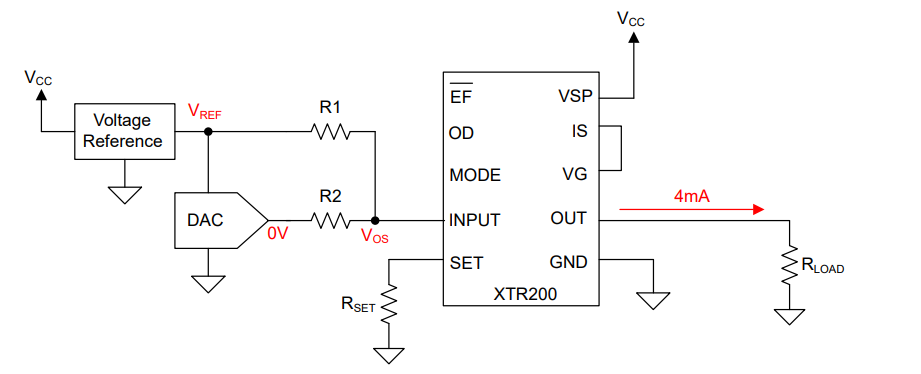 VCC
VCC
VREF
R1
Voltage
Reference
EF
VSP
OD
IS
MODE
VG
4mA
DAC
R2
0V
VOS
INPUT
OUT
SET
GND
RSET
RLOAD
XTR200